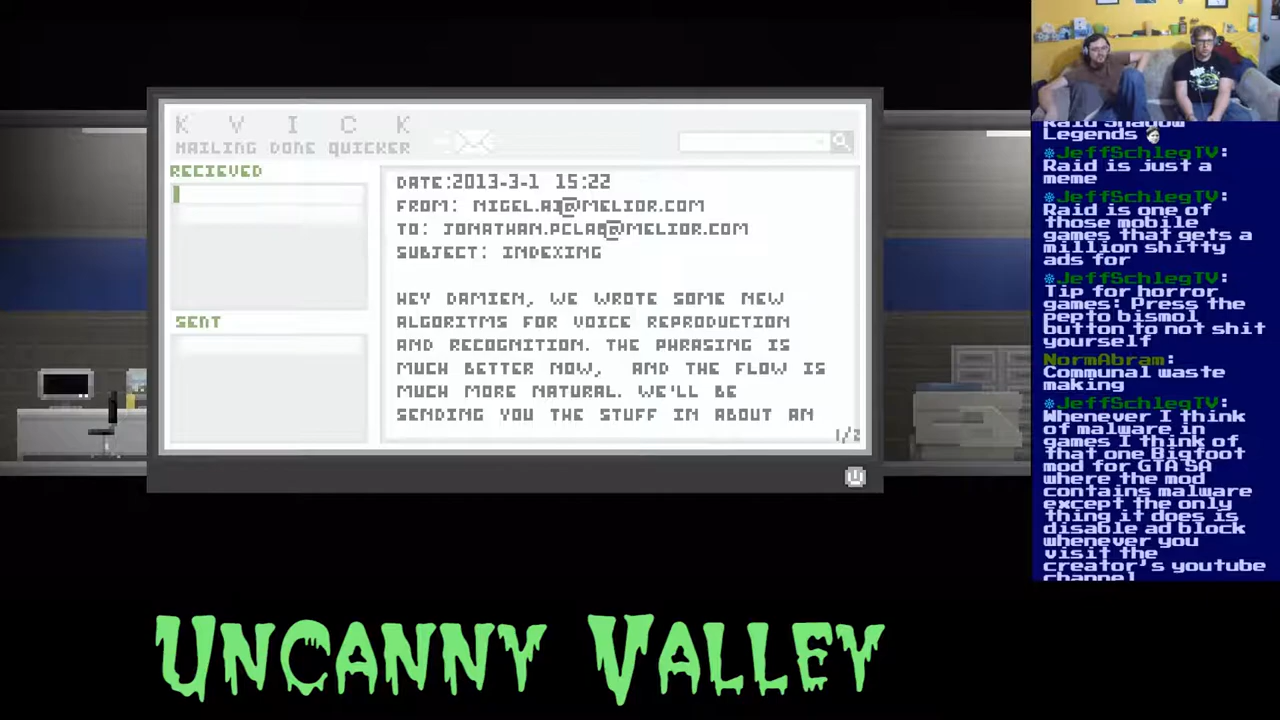 K V I C K
MAILING DONE QUICKER
RECIEVED
SENT
DATE:2013-3-1 15:22
FROM: NIGEL.AI@MELIOR.COM
TO: JONATHAN.PCLAB@MELIOR.COM
SUBJECT: INDEXING
HEY DAMIEN, WE WROTE SOME NEW
ALGORITMS FOR VOICE REPRODUCTION
AND RECOGNITION. THE PHRASING IS
MUCH BETTER NOW, AND THE FLOW IS
MUCH MORE NATURAL. WE'LL BE
SENDING YOU THE STUFF IN ABOUT AN
1/2
Raid Shadow
Legends
JeffSchlegTV:
Raid is just a
meme
JeffSchlegTV:
Raid is one of
those mobile
games that gets a
million shitty
ads for
JeffSchlegTV:
Tip for horror
games: Press the
pepto bismol
button to not shit
yourself
NormAbram:
Communal waste
making
JeffSchlegTV:
Whenever I think
of malware in
games I think of
that one Bigfoot
mod for GTA SA
where the mod
contains malware
except the only
thing it does is
disable ad block
whenever you
visit the
creator's youtube
channel
Uncanny Valley